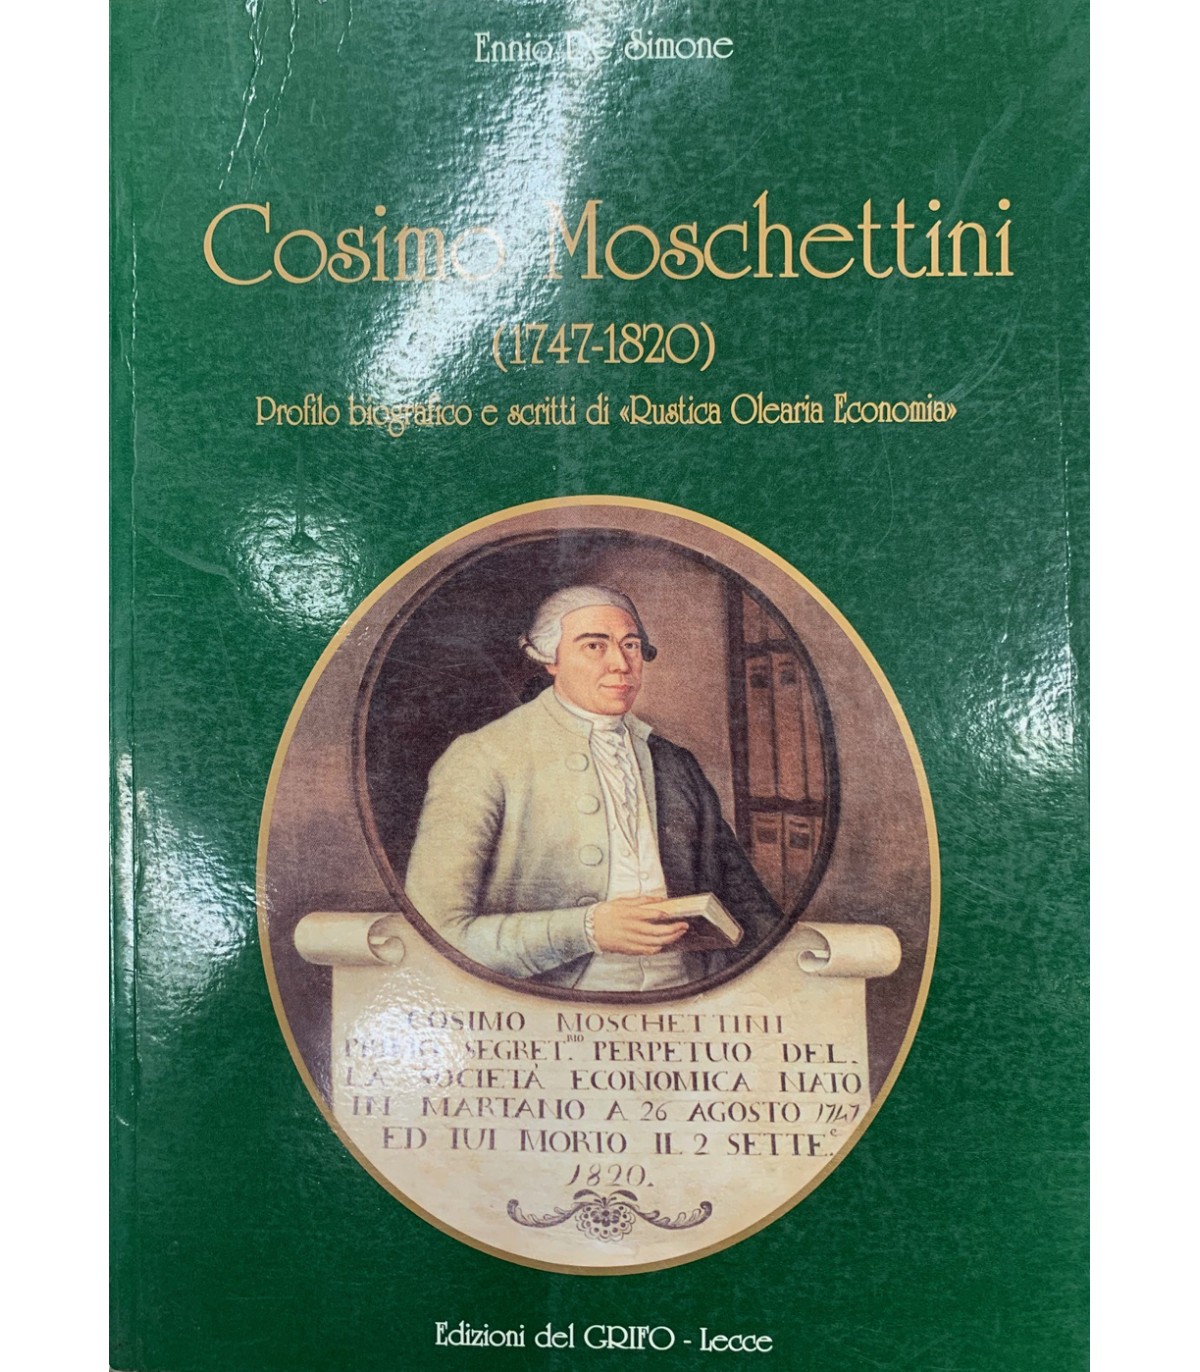 Ennio De Simone
Cosimo Moschettini
(1747-1820)
Profilo biografico e scritti di «Rustica Olearia Economia»
COSIMO MOSCHETTINI
PRIMO SEGRET.RIO PERPETUO DEL-
LA SOCIETÀ ECONOMICA NATO
IN MARTANO A 26 AGOSTO 1747
ED IUI MORTO IL 2 SETTE.e
1820.
Edizioni del GRIFO - Lecce